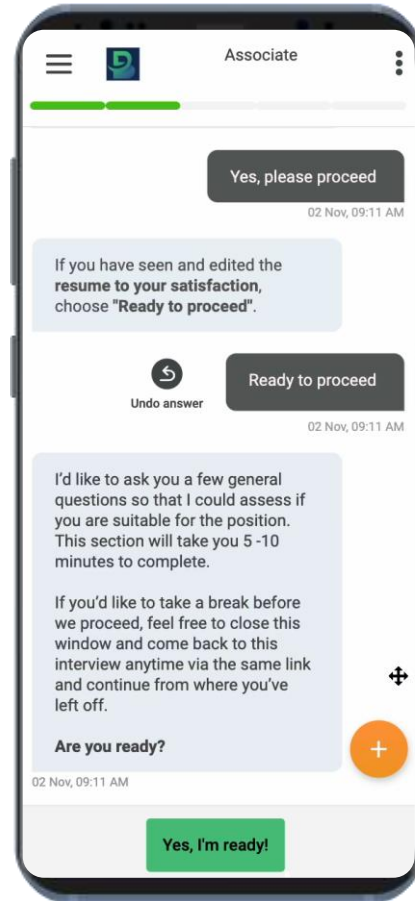 Associate
Yes, please proceed
02 Nov, 09:11 AM
If you have seen and edited the
resume to your satisfaction,
choose "Ready to proceed".
Undo answer
Ready to proceed
02 Nov, 09:11 AM
I'd like to ask you a few general
questions so that I could assess if
you are suitable for the position.
This section will take you 5 -10
minutes to complete.
If you'd like to take a break before
we proceed, feel free to close this
window and come back to this
interview anytime via the same link
and continue from where you've
left off.
Are you ready?
02 Nov, 09:11 AM
Yes, I'm ready!